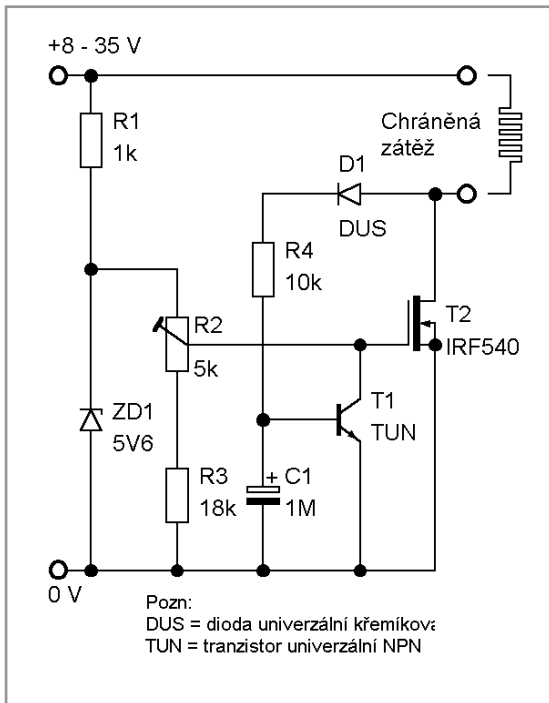 +8 - 35 V
R1
1k
Chráněná
zátěž
D1
DUS
R4
10k
T2
IRF540
R2
5k
T1
TUN
ZD1
5V6
R3
18k
+ C1
1M
0 V
Pozn:
DUS = dioda univerzální křemíková
TUN = tranzistor univerzální NPN